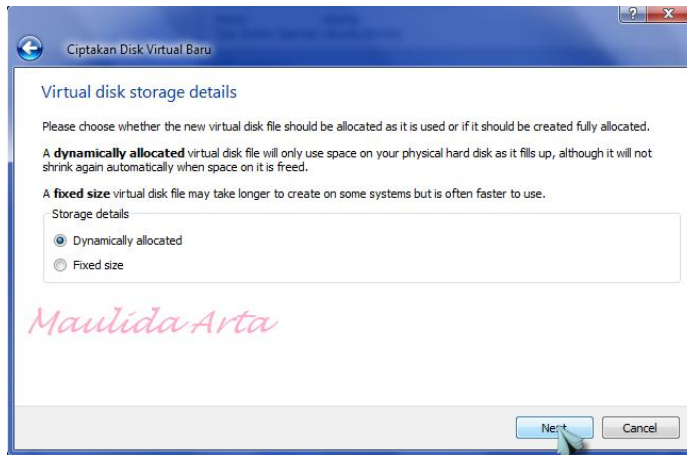 Ciptakan Disk Virtual Baru
Virtual disk storage details
Please choose whether the new virtual disk file should be allocated as it is used or if it should be created fully allocated.
A dynamically allocated virtual disk file will only use space on your physical hard disk as it fills up, although it will not
shrink again automatically when space on it is freed.
A fixed size virtual disk file may take longer to create on some systems but is often faster to use.
Storage details
Dynamically allocated
Fixed size
Maulida Arta
Next Cancel